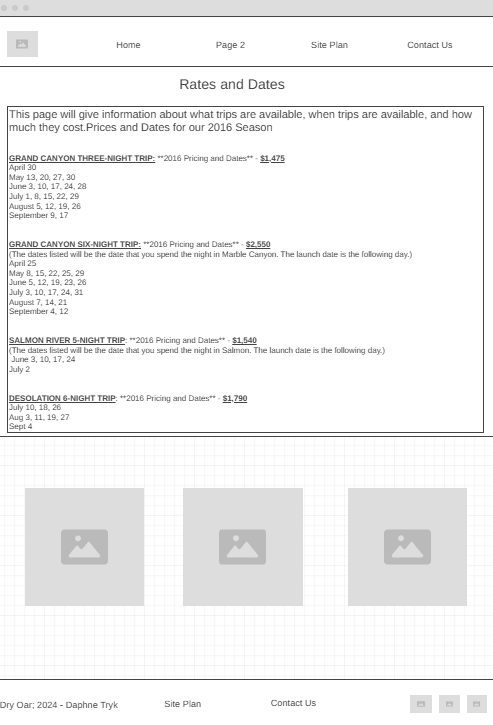 Home Page 2 Site Plan Contact Us
Rates and Dates
This page will give information about what trips are available, when trips are available, and how
much they cost.Prices and Dates for our 2016 Season
GRAND CANYON THREE-NIGHT TRIP: **2016 Pricing and Dates** - $1,475
April 30
May 13, 20, 27, 30
June 3, 10, 17, 24, 28
July 1, 8, 15, 22, 29
August 5, 12, 19, 26
September 9, 17
GRAND CANYON SIX-NIGHT TRIP: **2016 Pricing and Dates** - $2,550
(The dates listed will be the date that you spend the night in Marble Canyon. The launch date is the following day.)
April 25
May 8, 15, 22, 25, 29
June 5, 12, 19, 23, 26
July 3, 10, 17, 24, 31
August 7, 14, 21
September 4, 12
SALMON RIVER 5-NIGHT TRIP: **2016 Pricing and Dates** - $1,540
(The dates listed will be the date that you spend the night in Salmon. The launch date is the following day.)
June 3, 10, 17, 24
July 2
DESOLATION 6-NIGHT TRIP: **2016 Pricing and Dates** - $1,790
July 10, 18, 26
Aug 3, 11, 19, 27
Sept 4
Dry Oar; 2024 - Daphne Tryk Site Plan Contact Us